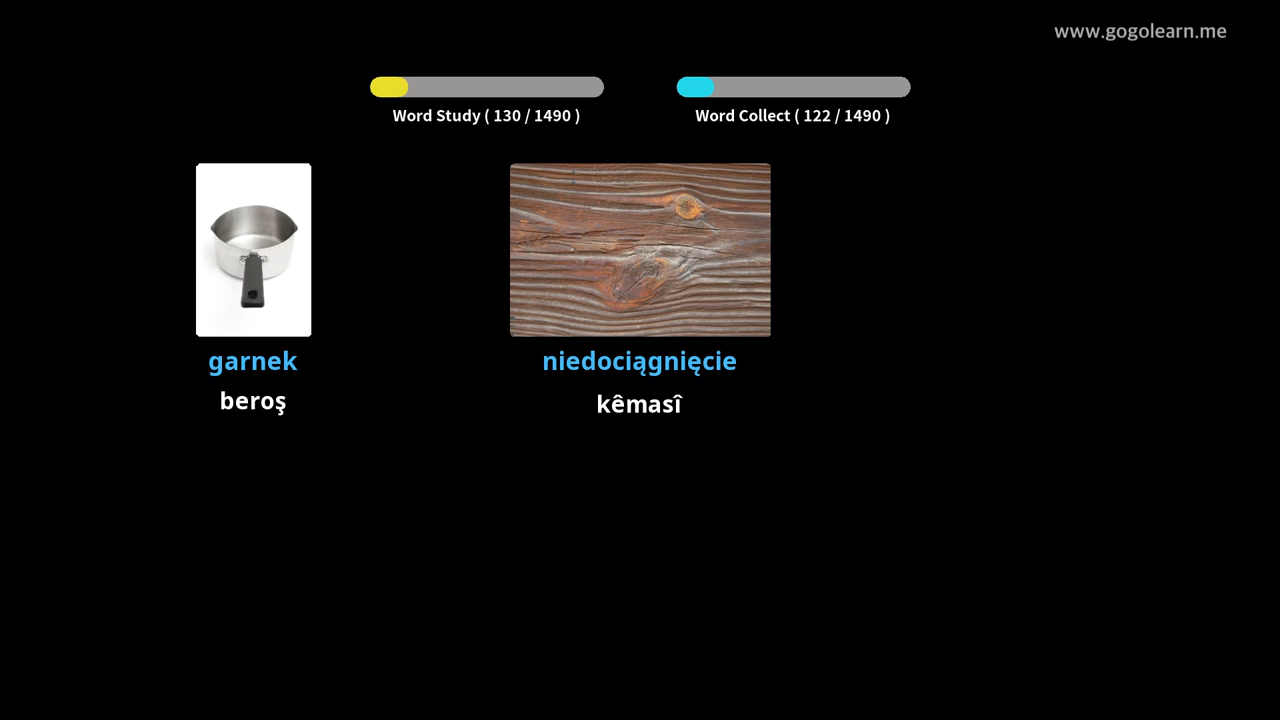 www.gogolearn.me
Word Study ( 130 / 1490 )
Word Collect ( 122 / 1490 )
garnek
beroş
niedociągnięcie
kêmasî